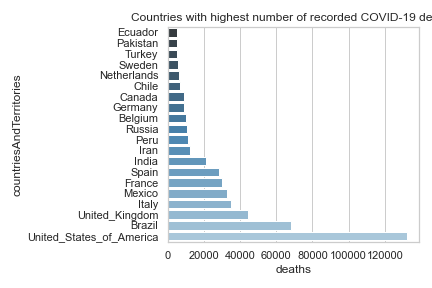 Countries with highest number of recorded COVID-19 de
Ecuador
Pakistan
Turkey
Sweden
Netherlands
Chile
Canada
Germany
Belgium
Russia
Peru
Iran
India
Spain
France
Mexico
Italy
United_Kingdom
Brazil
United_States_of_America
countriesAndTerritories
0 20000 40000 60000 80000 100000 120000
deaths